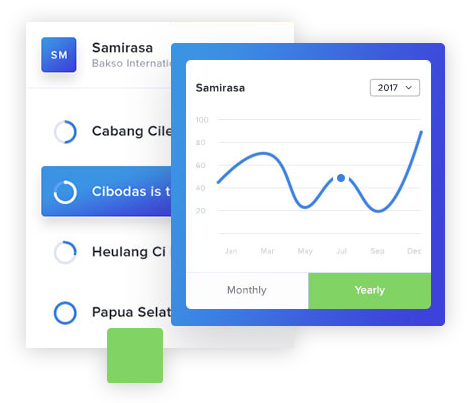 SM
Samirasa
Bakso Internati
Cabang Cile
Cibodas is t
Heulang Ci
Papua Selat
Samirasa
2017
100
80
60
40
20
Jan Mar May Jul Sep Dec
Monthly Yearly